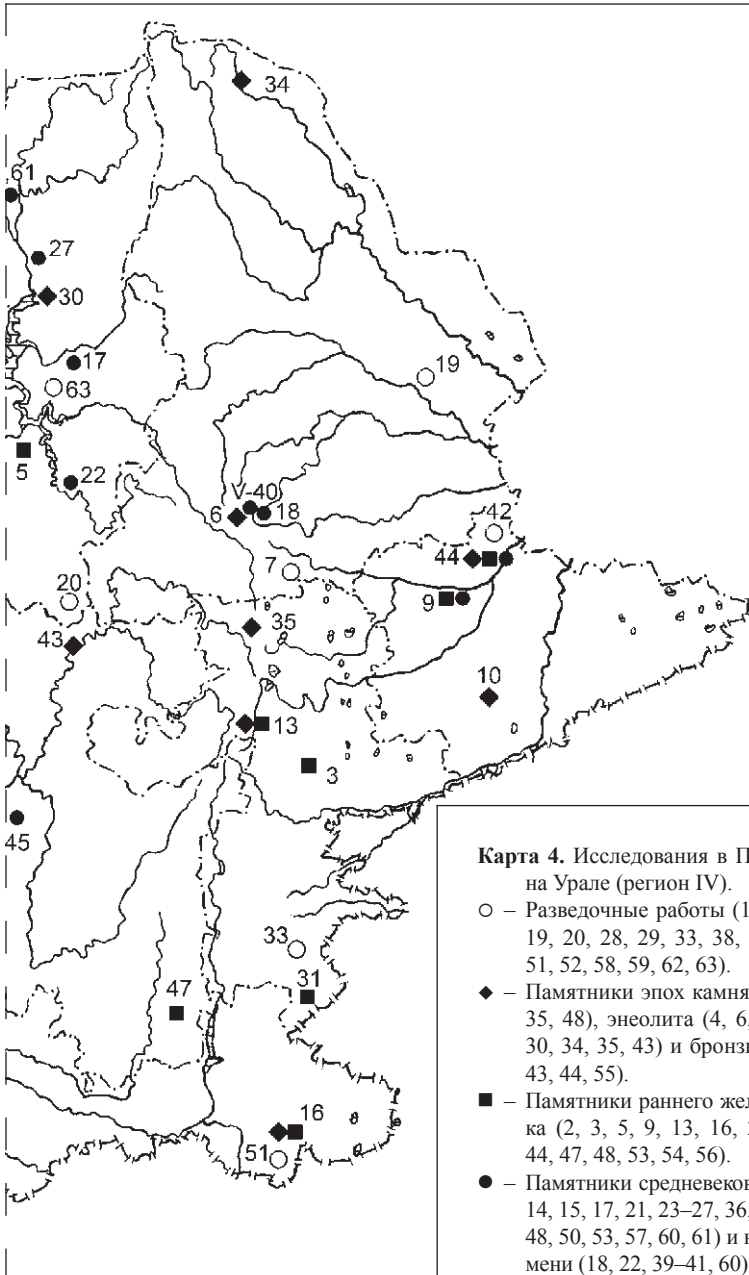 34
61
27
30
17
19
63
5
22
V-40
6
18
42
44
7
20
9
35
43
10
13
3
45
33
31
47
16
51
Карта 4. Исследования в П
на Урале (регион IV).
○ – Разведочные работы (1
19, 20, 28, 29, 33, 38,
51, 52, 58, 59, 62, 63).
◆ – Памятники эпох камня
35, 48), энеолита (4, 6,
30, 34, 35, 43) и бронзы
43, 44, 55).
■ – Памятники раннего жел
ка (2, 3, 5, 9, 13, 16,
44, 47, 48, 53, 54, 56).
● – Памятники средневеков
14, 15, 17, 21, 23–27, 36,
48, 50, 53, 57, 60, 61) и н
мени (18, 22, 39–41, 60)